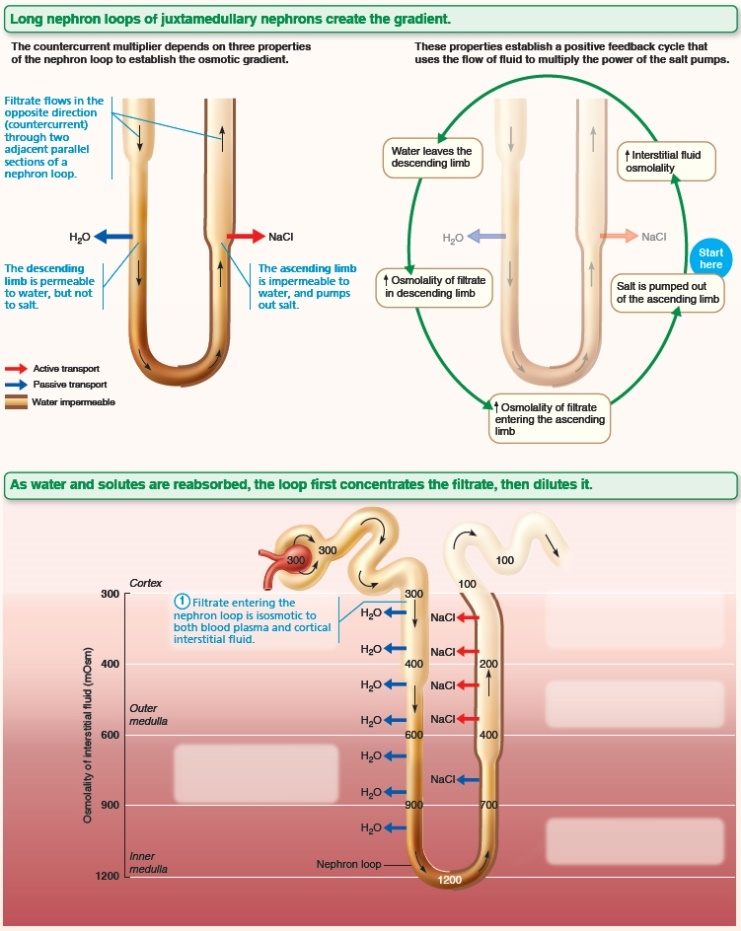 Long nephron loops of juxtamedullary nephrons create the gradient.
The countercurrent multiplier depends on three properties
of the nephron loop to establish the osmotic gradient.
These properties establish a positive feedback cycle that
uses the flow of fluid to multiply the power of the salt pumps.
Filtrate flows in the
opposite direction
(countercurrent)
through two
adjacent parallel
sections of a
nephron loop.
H₂O
NaCl
The descending
limb is permeable
to water, but not
to salt.
The ascending limb
is impermeable to
water, and pumps
out salt.
Active transport
Passive transport
Water impermeable
Water leaves the
descending limb
↑ Interstitial fluid
osmolality
H₂O
NaCl
Start
here
↑ Osmolality of filtrate
in descending limb
Salt is pumped out
of the ascending limb
↑ Osmolality of filtrate
entering the ascending
limb
As water and solutes are reabsorbed, the loop first concentrates the filtrate, then dilutes it.
300
300
100
100
Cortex
300
300
1 Filtrate entering the
nephron loop is isosmotic to
both blood plasma and cortical
interstitial fluid.
H₂O
NaCl
H₂O
NaCl
400
400
200
H₂O
NaCl
Outer
medulla
H₂O
NaCl
600
600
400
H₂O
NaCl
H₂O
900
900
700
H₂O
Osmolality of interstitial fluid (mOsm)
Inner
medulla
Nephron loop
1200
1200